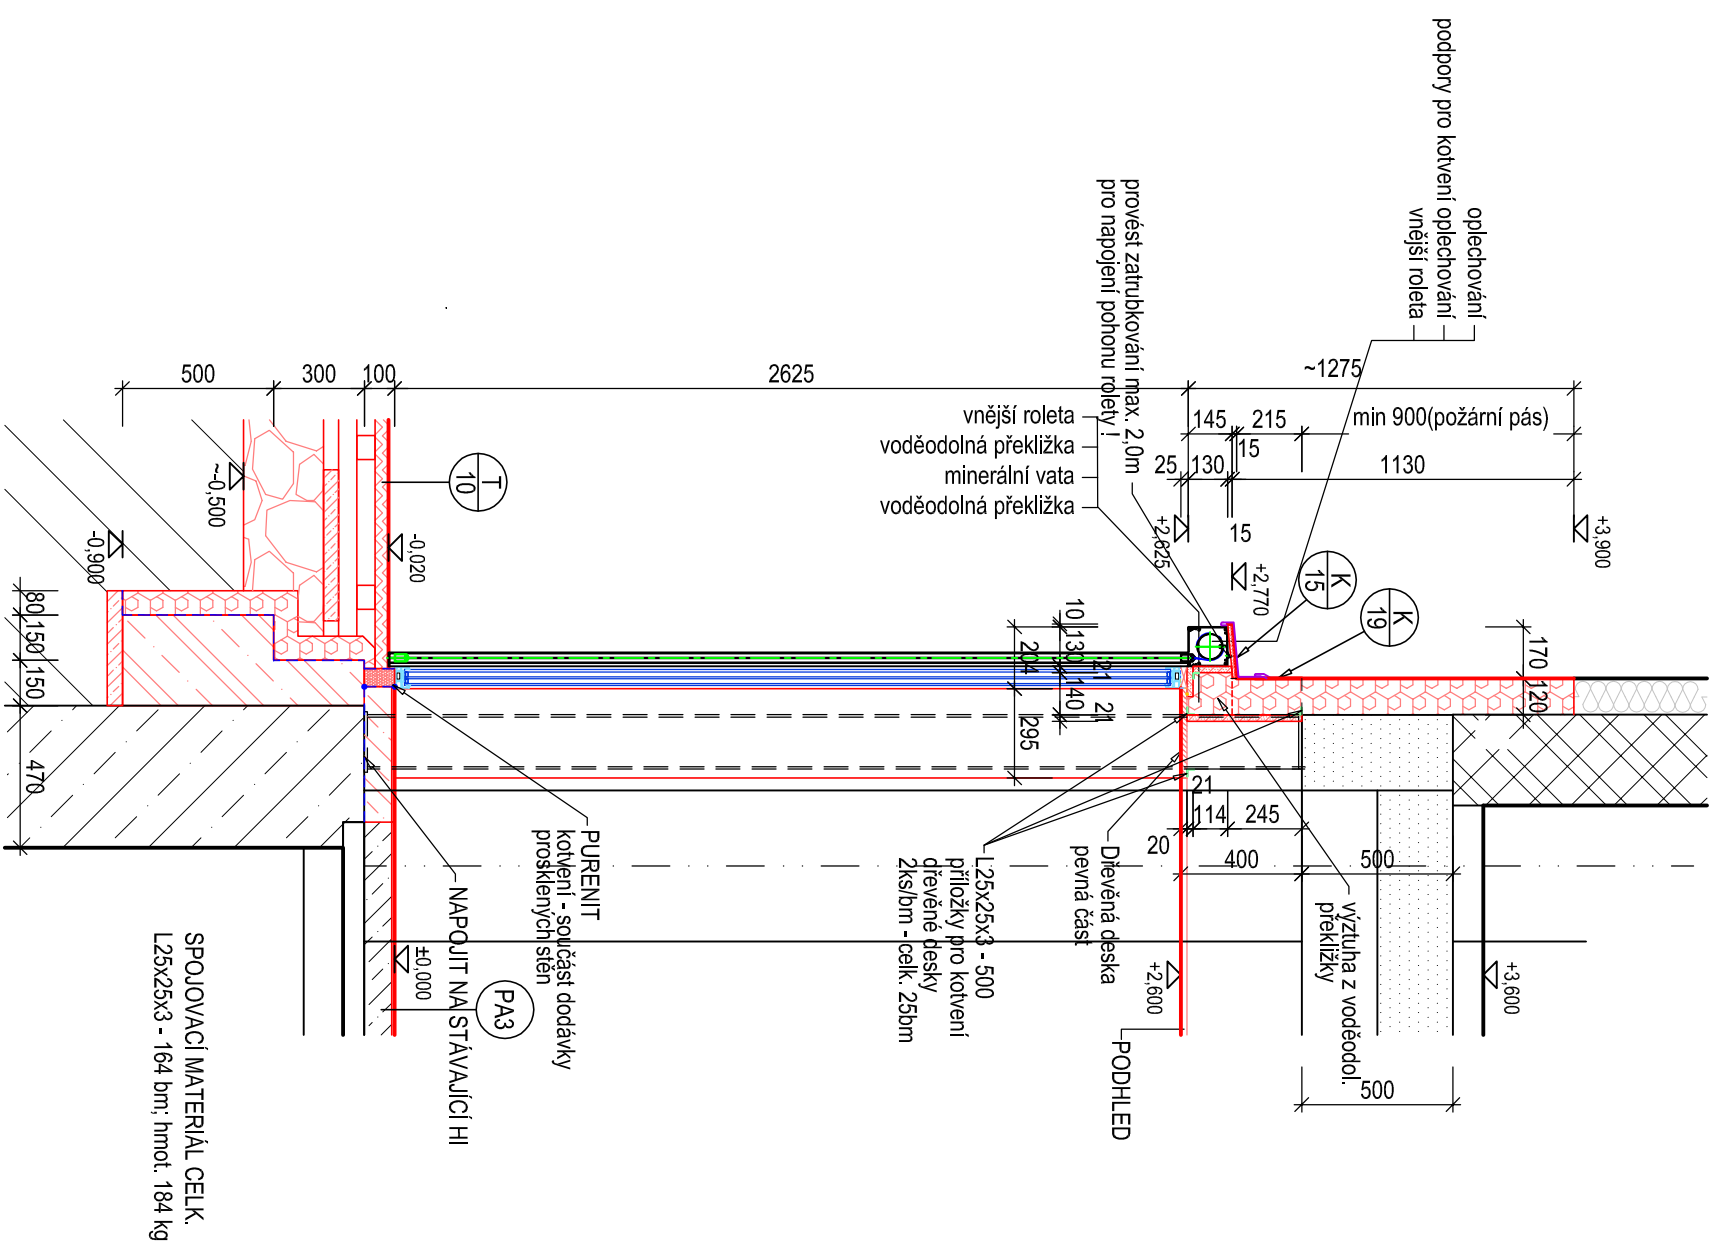 oplechování
podpory pro kotvení oplechování
vnější roleta
provést zatrubkování max. 2,0m
pro napojení pohonu rolety !
vnější roleta
voděodolná překližka
minerální vata
voděodolná překližka
500
300
100
2625
~1275
145
215
min 900(požární pás)
15
25
130
1130
15
+2,625
+2,770
+3,900
K
15
K
19
T
10
~-0,500
-0,900
-0,020
80
150
150
470
10
130
21
204
140
21
295
170
120
21
114
245
20
400
500
500
výztuha z voděodol.
překližky
Dřevěná deska
pevná část
L25x25x3 - 500
příložky pro kotvení
dřevěné desky
2ks/bm - celk. 25bm
PURENIT
kotvení - součást dodávky
prosklených stěn
NAPOJIT NA STÁVAJÍCÍ HI
±0,000
PA3
+2,600
+3,600
PODHLED
SPOJOVACÍ MATERIÁL CELK.
L25x25x3 - 164 bm; hmot. 184 kg